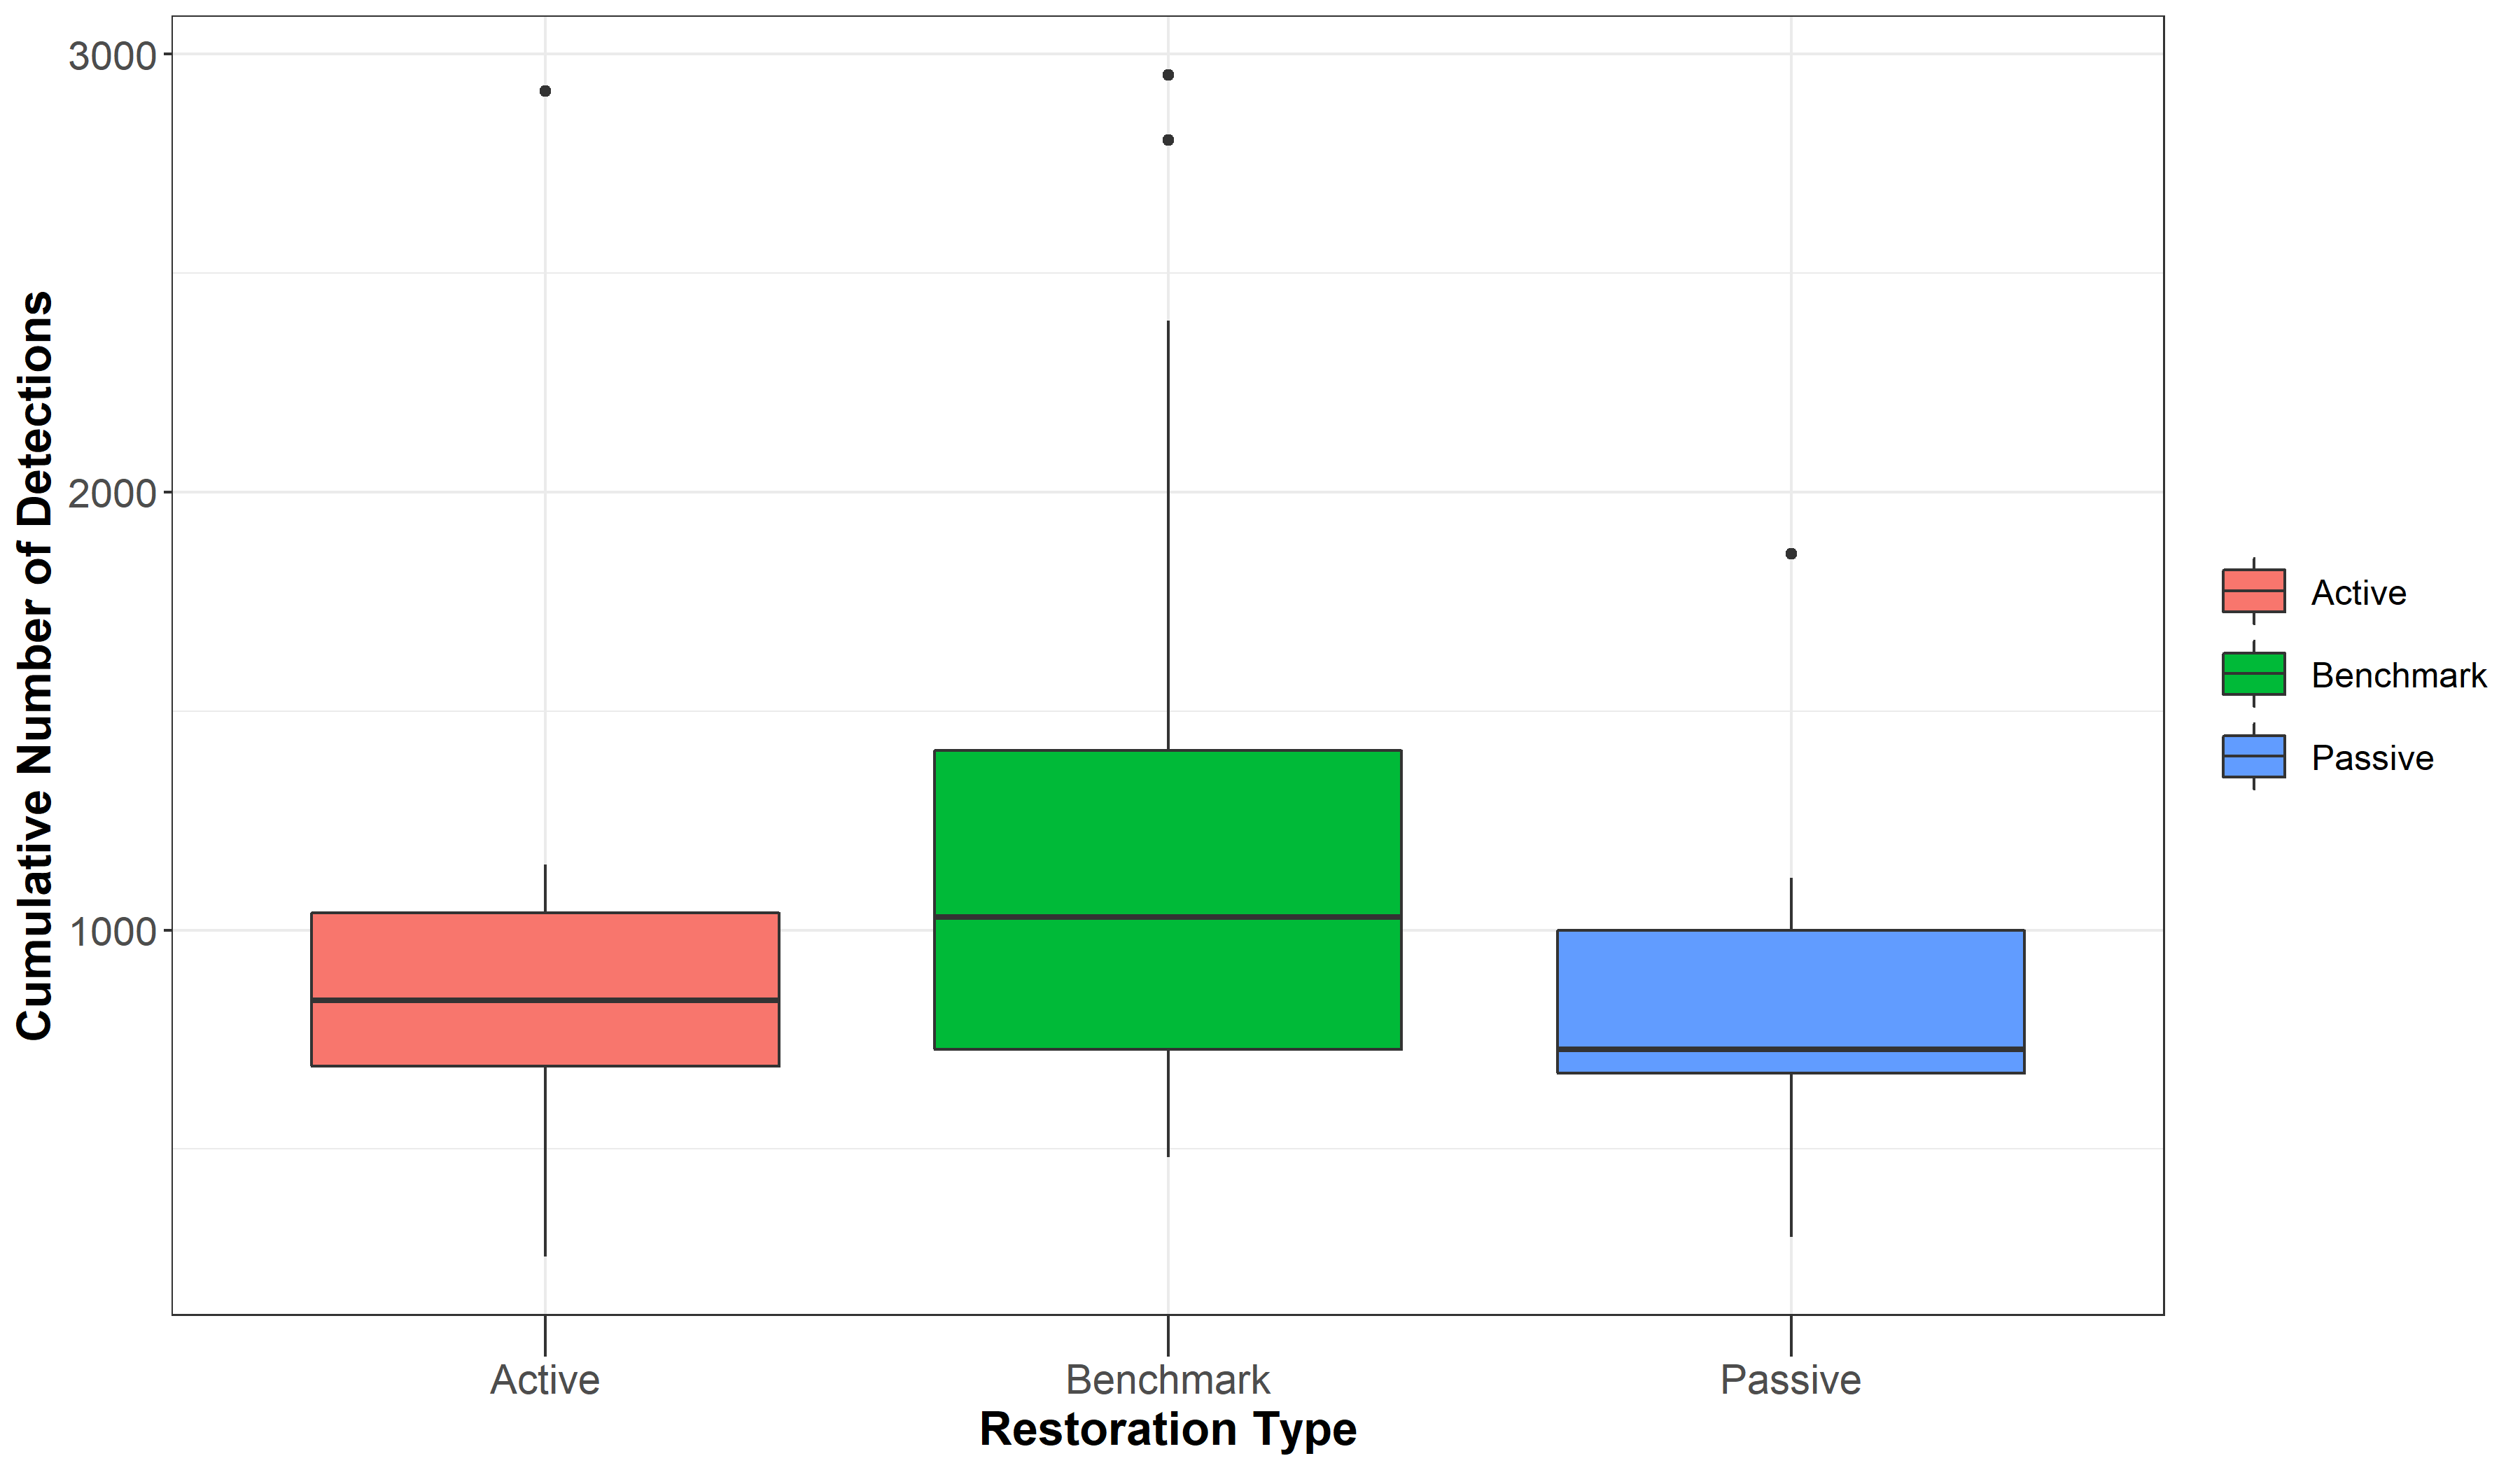 Cumulative Number of Detections
3000
2000
1000
Active
Benchmark
Passive
Restoration Type
Active
Benchmark
Passive